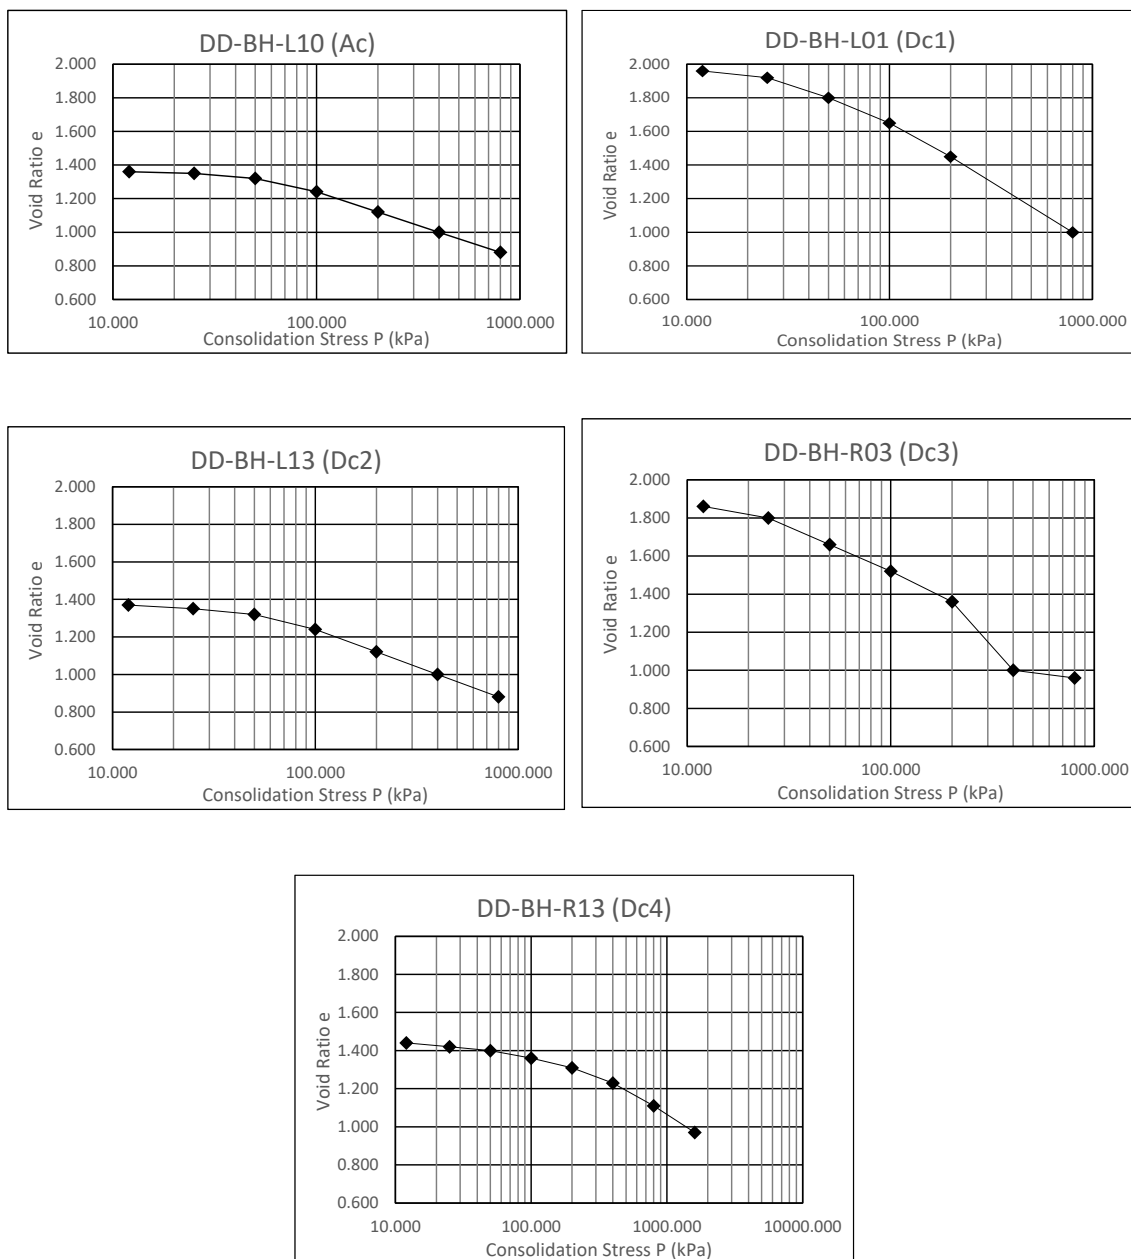 DD-BH-L10 (Ac)
2.000
1.800
1.600
1.400
1.200
1.000
0.800
0.600
Void Ratio e
10.000 100.000 1000.000
Consolidation Stress P (kPa)
DD-BH-L01 (Dc1)
2.000
1.800
1.600
1.400
1.200
1.000
0.800
0.600
Void Ratio e
10.000 100.000 1000.000
Consolidation Stress P (kPa)
DD-BH-L13 (Dc2)
2.000
1.800
1.600
1.400
1.200
1.000
0.800
0.600
Void Ratio e
10.000 100.000 1000.000
Consolidation Stress P (kPa)
DD-BH-R03 (Dc3)
2.000
1.800
1.600
1.400
1.200
1.000
0.800
0.600
Void Ratio e
10.000 100.000 1000.000
Consolidation Stress P (kPa)
DD-BH-R13 (Dc4)
2.000
1.800
1.600
1.400
1.200
1.000
0.800
0.600
Void Ratio e
10.000 100.000 1000.000 10000.000
Consolidation Stress P (kPa)